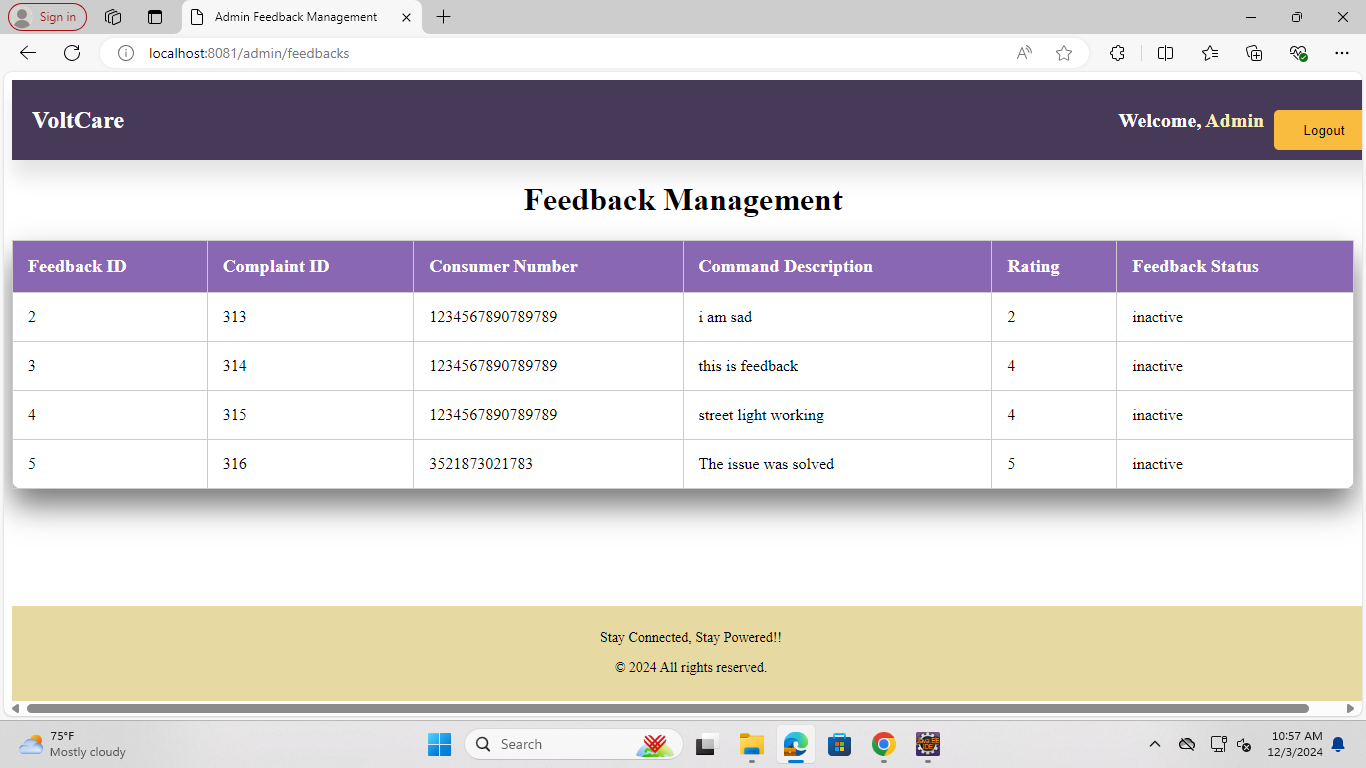 Sign in
Admin Feedback Management
localhost:8081/admin/feedbacks
VoltCare
Welcome, Admin
Logout
Feedback Management
Feedback ID Complaint ID Consumer Number Command Description Rating Feedback Status
2 313 1234567890789789 i am sad 2 inactive
3 314 1234567890789789 this is feedback 4 inactive
4 315 1234567890789789 street light working 4 inactive
5 316 3521873021783 The issue was solved 5 inactive
Stay Connected, Stay Powered!!
© 2024 All rights reserved.
75°F
Mostly cloudy
Search
10:57 AM
12/3/2024